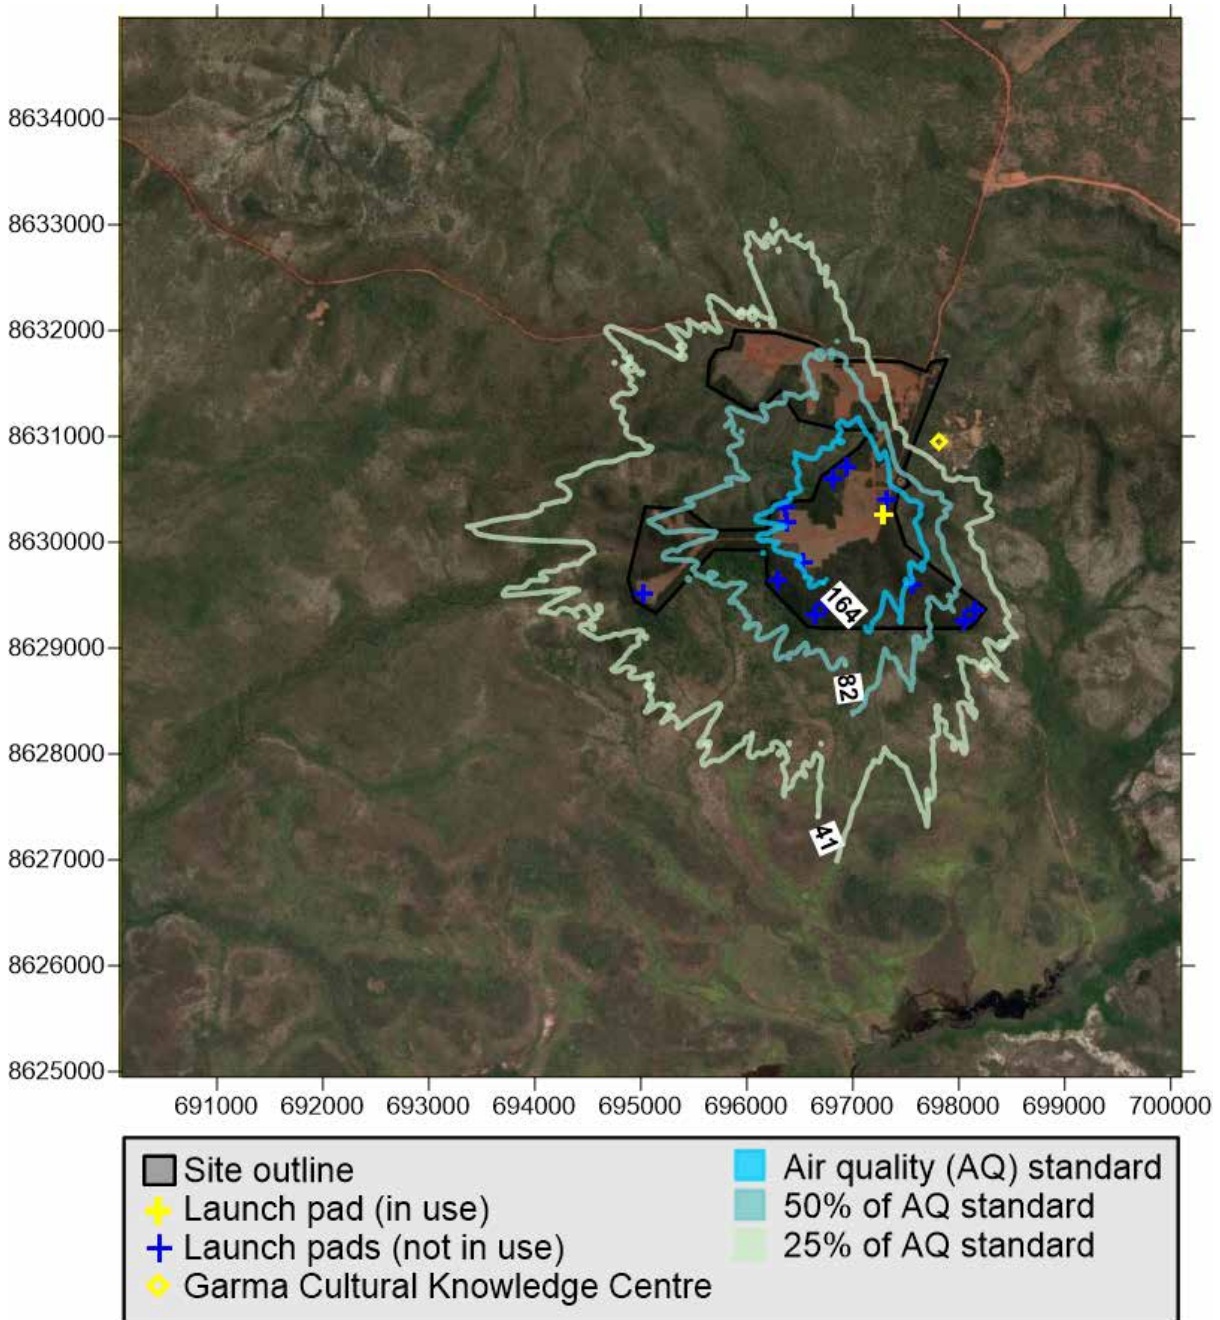 8634000
8633000
8632000
8631000
8630000
8629000
8628000
8627000
8626000
8625000
164
82
41
691000 692000 693000 694000 695000 696000 697000 698000 699000 700000
Site outline
Launch pad (in use)
Launch pads (not in use)
Garma Cultural Knowledge Centre
Air quality (AQ) standard
50% of AQ standard
25% of AQ standard